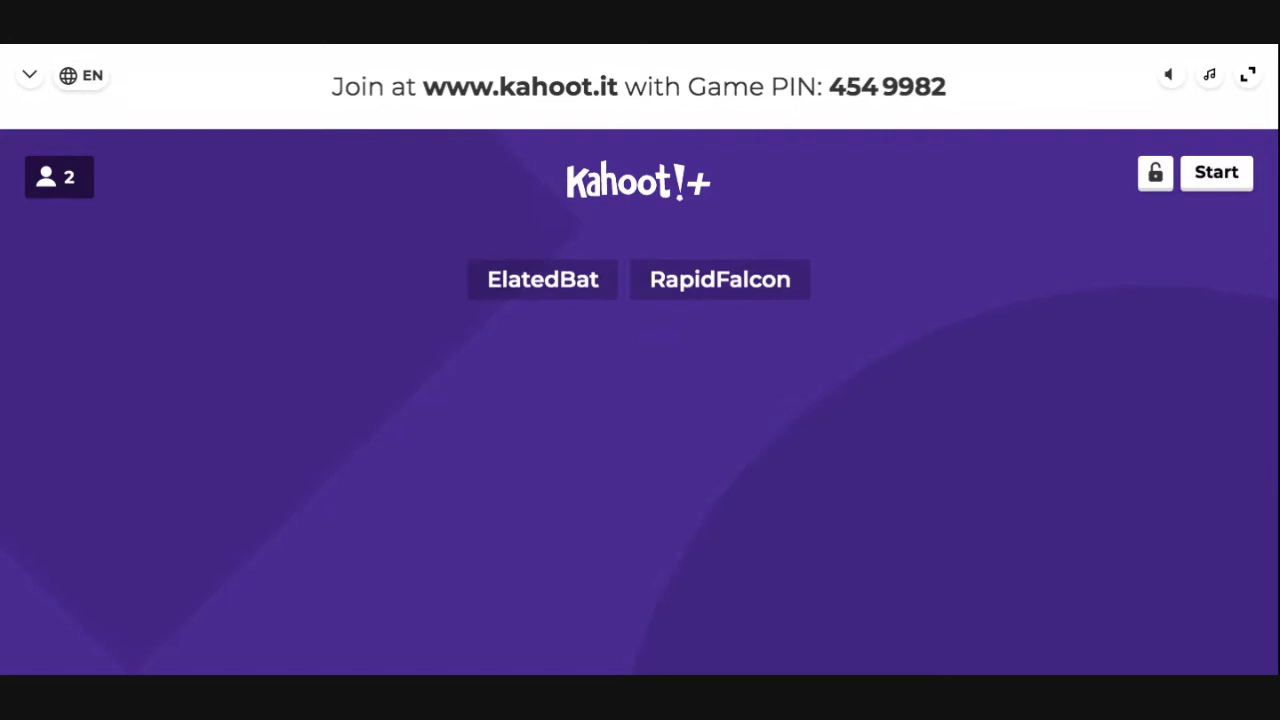 EN
Join at www.kahoot.it with Game PIN: 454 9982
2
Kahoot!+
Start
ElatedBat RapidFalcon